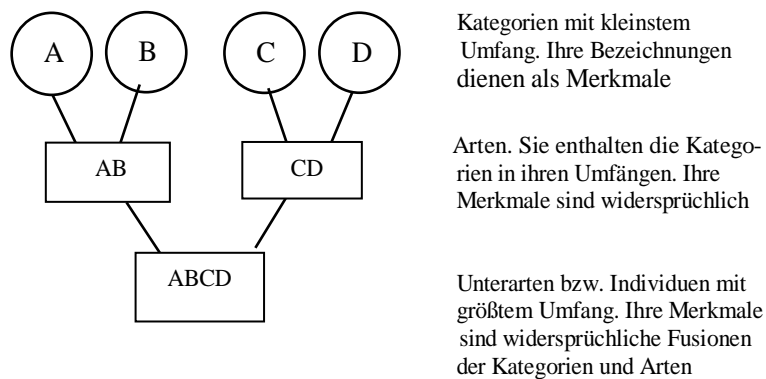 A
B
C
D
Kategorien mit kleinstem
Umfang. Ihre Bezeichnungen
dienen als Merkmale
AB
CD
Arten. Sie enthalten die Katego-
rien in ihren Umfängen. Ihre
Merkmale sind widersprüchlich
ABCD
Unterarten bzw. Individuen mit
größtem Umfang. Ihre Merkmale
sind widersprüchliche Fusionen
der Kategorien und Arten